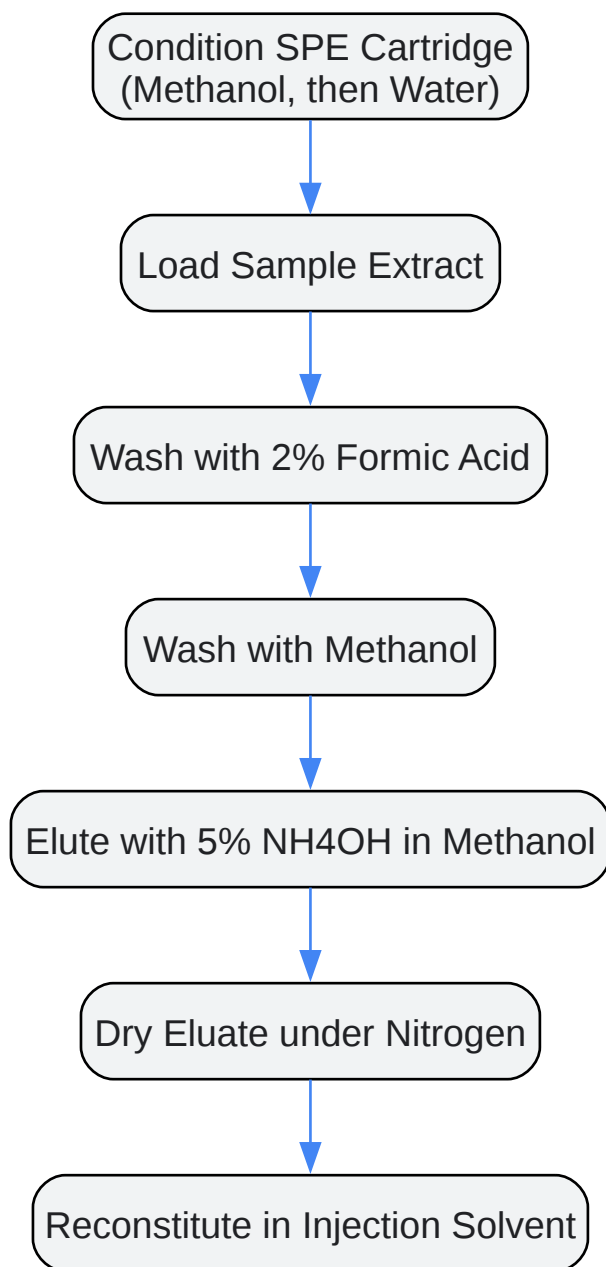 Condition SPE Cartridge
(Methanol, then Water)
Load Sample Extract
Wash with 2% Formic Acid
Wash with Methanol
Elute with 5% NH4OH in Methanol
Dry Eluate under Nitrogen
Reconstitute in Injection Solvent